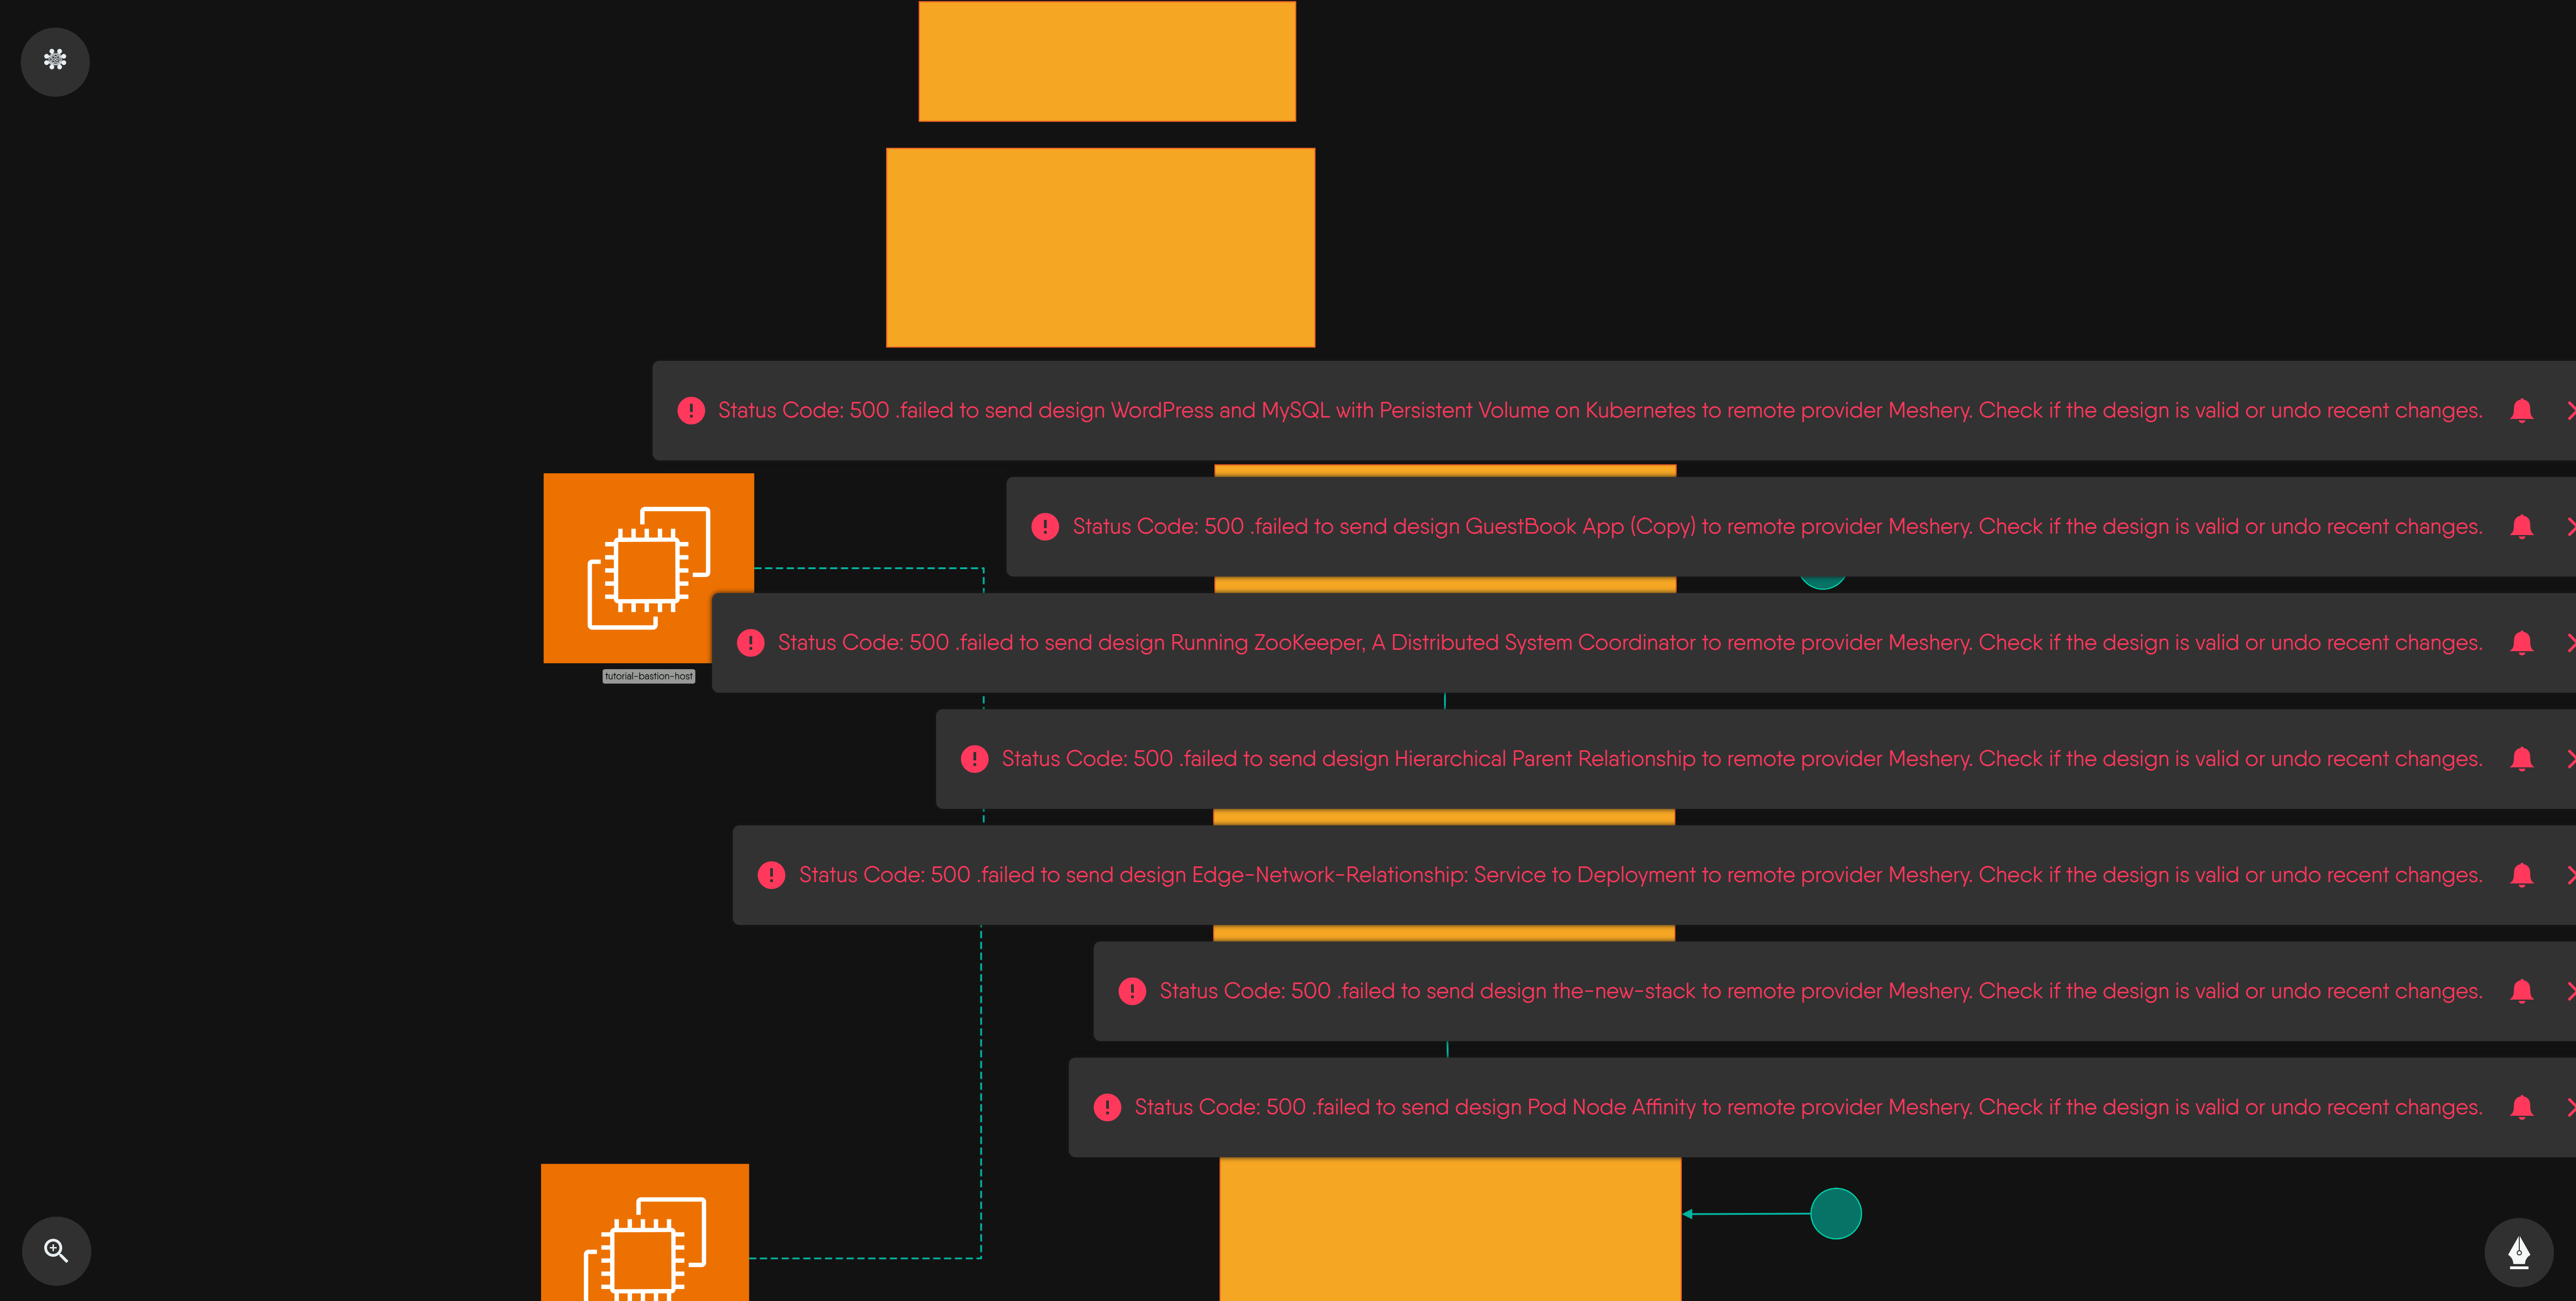 Status Code: 500 .failed to send design WordPress and MySQL with Persistent Volume on Kubernetes to remote provider Meshery. Check if the design is valid or undo recent changes.
Status Code: 500 .failed to send design GuestBook App (Copy) to remote provider Meshery. Check if the design is valid or undo recent changes.
Status Code: 500 .failed to send design Running ZooKeeper, A Distributed System Coordinator to remote provider Meshery. Check if the design is valid or undo recent changes.
tutorial-bastion-host
Status Code: 500 .failed to send design Hierarchical Parent Relationship to remote provider Meshery. Check if the design is valid or undo recent changes.
Status Code: 500 .failed to send design Edge-Network-Relationship: Service to Deployment to remote provider Meshery. Check if the design is valid or undo recent changes.
Status Code: 500 .failed to send design the-new-stack to remote provider Meshery. Check if the design is valid or undo recent changes.
Status Code: 500 .failed to send design Pod Node Affinity to remote provider Meshery. Check if the design is valid or undo recent changes.